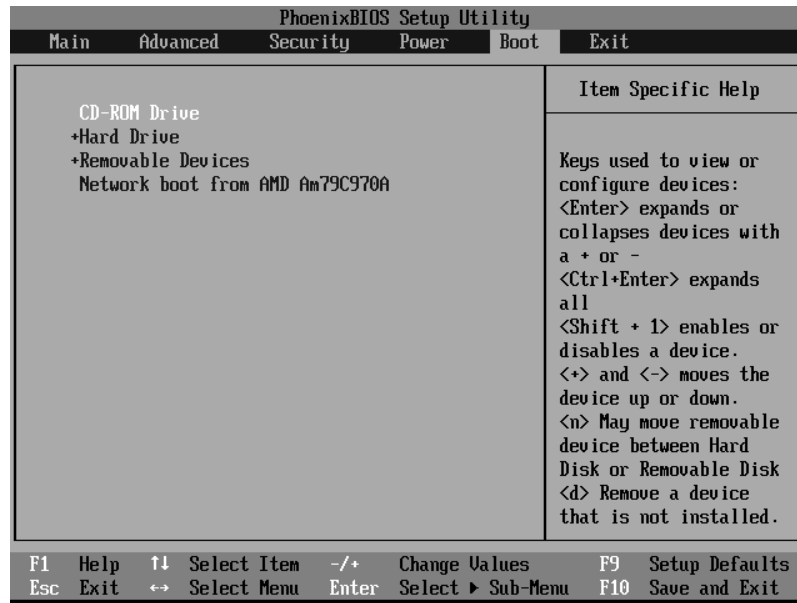 PhoenixBIOS Setup Utility
Main Advanced Security Power Boot Exit
CD-ROM Drive
+Hard Drive
+Removable Devices
Network boot from AMD Am79C970A
Item Specific Help
Keys used to view or
configure devices:
<Enter> expands or
collapses devices with
a + or -
<Ctrl+Enter> expands
all
<Shift + 1> enables or
disables a device.
<+> and <-> moves the
device up or down.
<n> May move removable
device between Hard
Disk or Removable Disk
<d> Remove a device
that is not installed.
F1 Help ↑↓ Select Item -/+ Change Values F9 Setup Defaults
Esc Exit ↔ Select Menu Enter Select ▶ Sub-Menu F10 Save and Exit